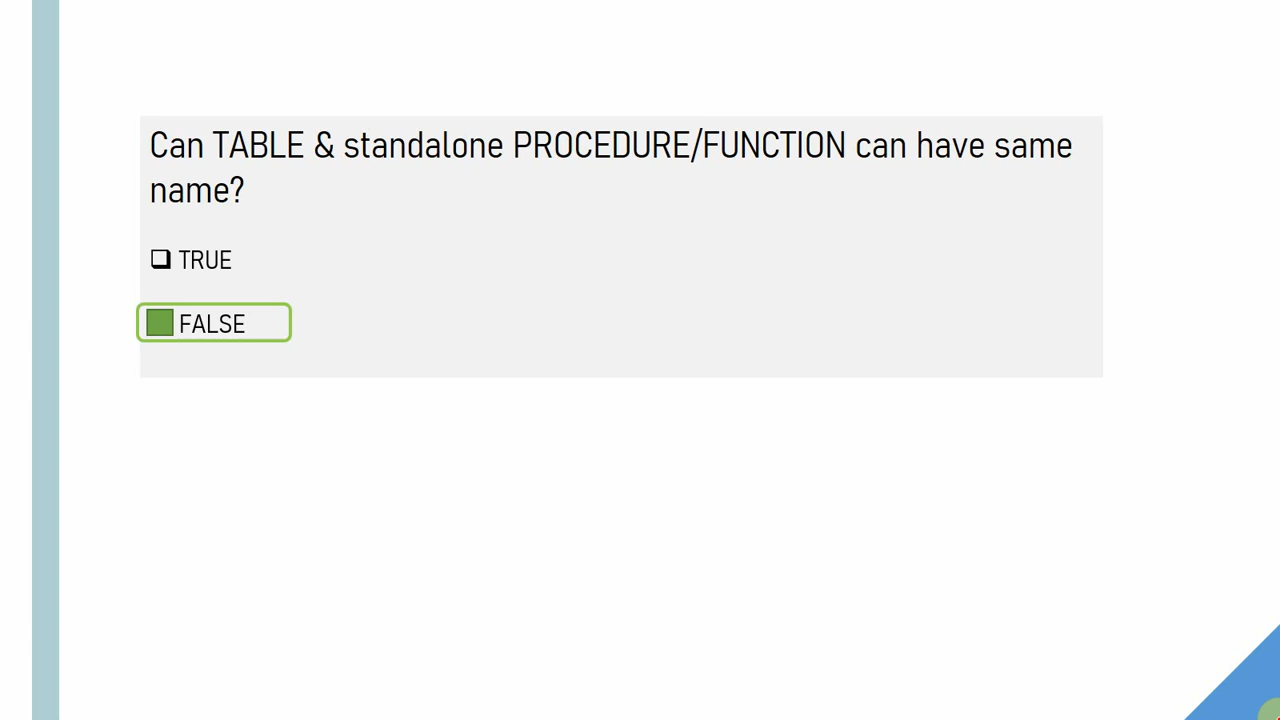 Can TABLE & standalone PROCEDURE/FUNCTION can have same
name?
TRUE
FALSE